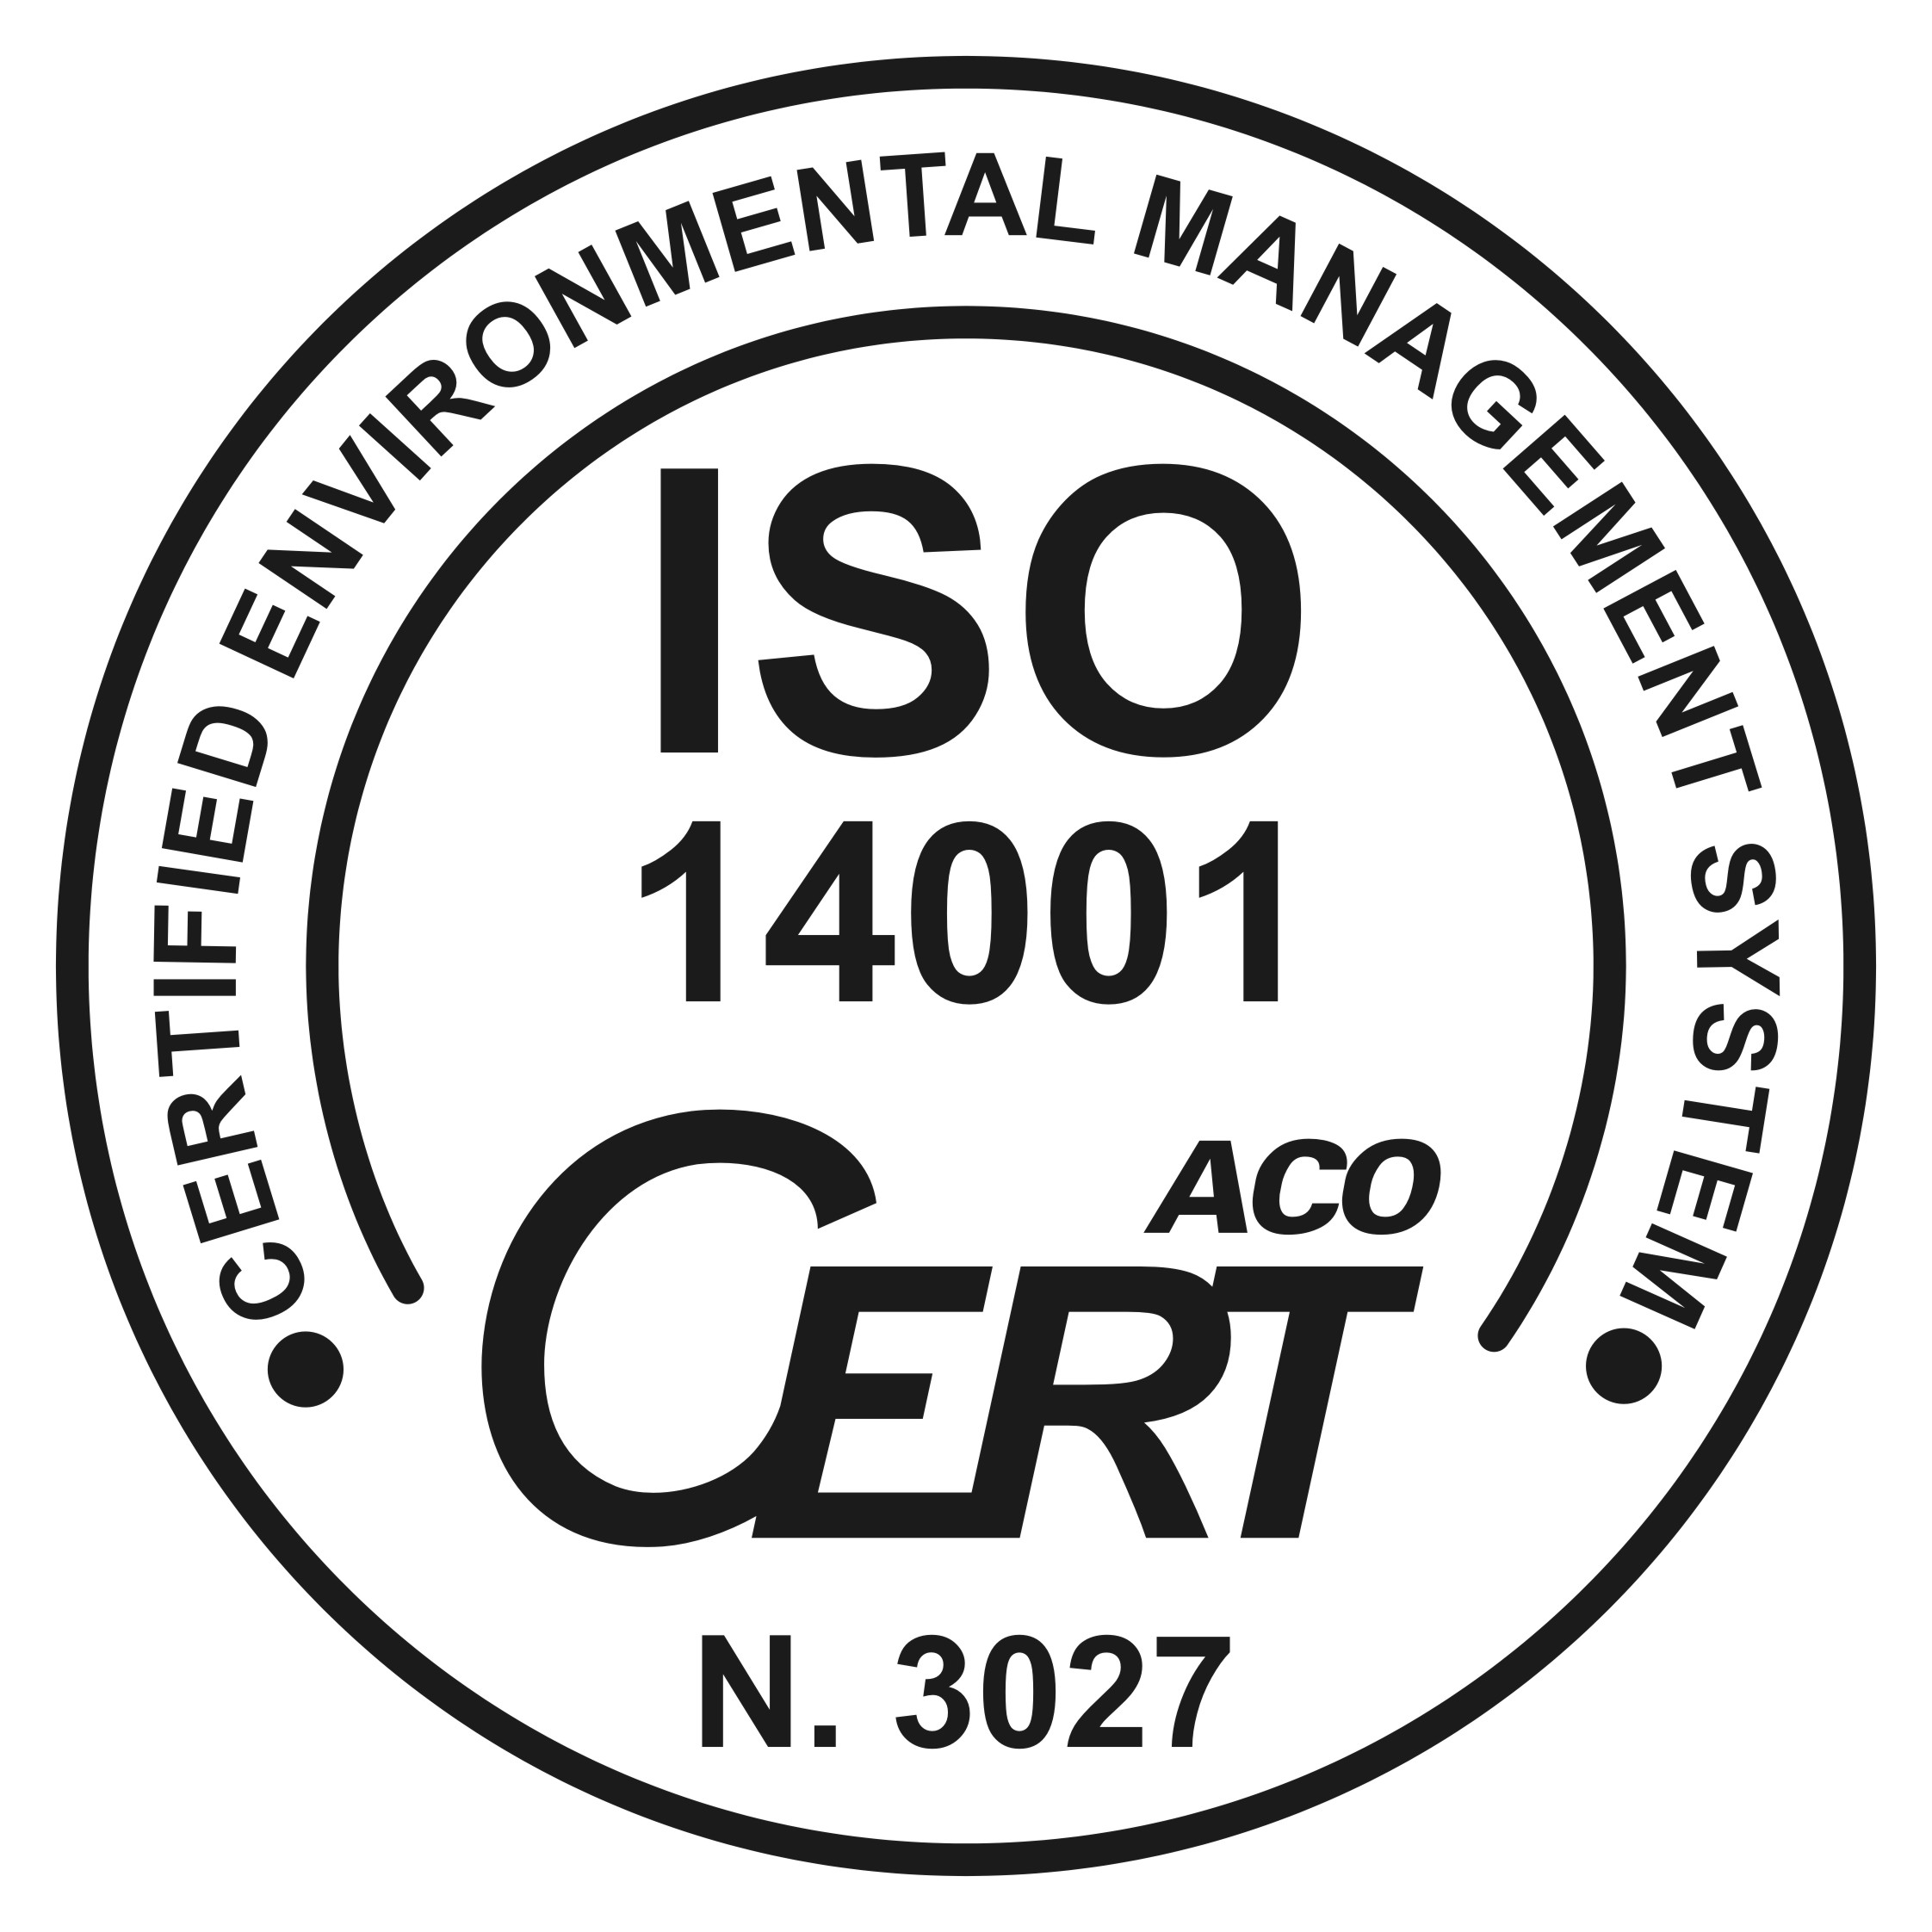 CERTIFIED ENVIRONMENTAL MANAGEMENT SYSTEM
ISO
14001
ACO
CERT
N. 3027